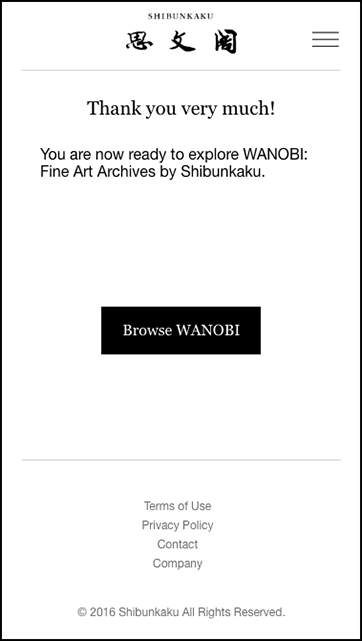 SHIBUNKAKU
思文閣
Thank you very much!
You are now ready to explore WANOBI:
Fine Art Archives by Shibunkaku.
Browse WANOBI
Terms of Use
Privacy Policy
Contact
Company
© 2016 Shibunkaku All Rights Reserved.